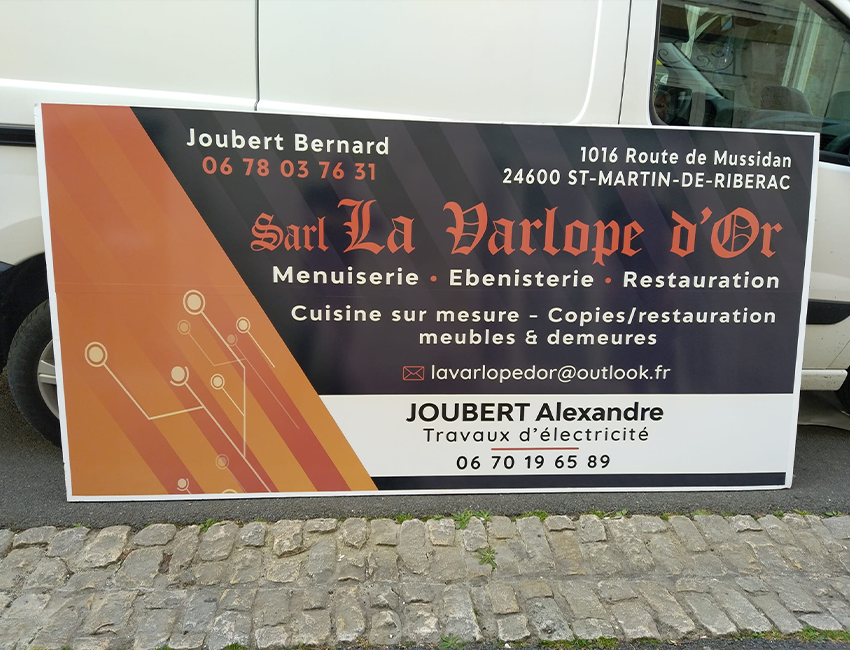 Joubert Bernard
06 78 03 76 31
1016 Route de Mussidan
24600 ST-MARTIN-DE-RIBERAC
Sarl La Varlope d'Or
Menuiserie • Ebenisterie • Restauration
Cuisine sur mesure - Copies/restauration
meubles & demeures
lavarlopedor@outlook.fr
JOUBERT Alexandre
Travaux d'électricité
06 70 19 65 89